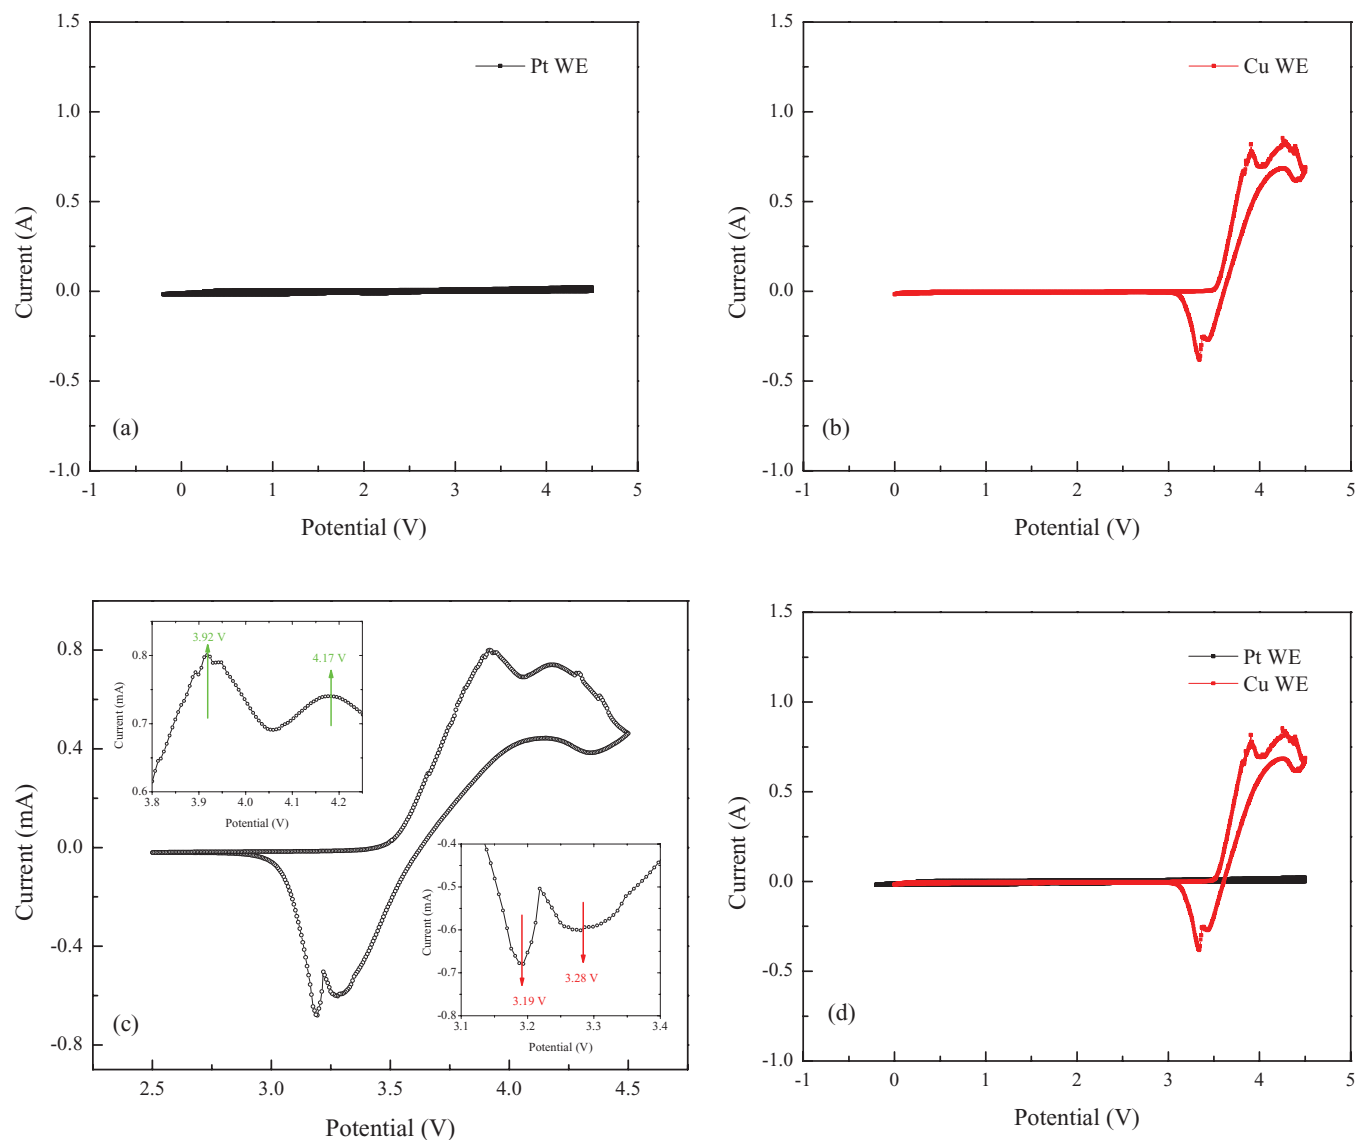 1.5
1.0
0.5
0.0
-0.5
-1.0
Current (A)
Pt WE
(a)
-1 0 1 2 3 4 5
Potential (V)
1.5
1.0
0.5
0.0
-0.5
-1.0
Current (A)
Cu WE
(b)
-1 0 1 2 3 4 5
Potential (V)
0.8
0.4
0.0
-0.4
-0.8
Current (mA)
3.92 V
4.17 V
0.8
0.7
0.6
Current (mA)
3.8 3.9 4.0 4.1 4.2
Potential (V)
-0.4
-0.5
-0.6
-0.7
-0.8
Current (mA)
3.28 V
3.19 V
3.1 3.2 3.3 3.4
Potential (V)
(c)
2.5 3.0 3.5 4.0 4.5
Potential (V)
1.5
1.0
0.5
0.0
-0.5
-1.0
Current (A)
Pt WE
Cu WE
(d)
-1 0 1 2 3 4 5
Potential (V)